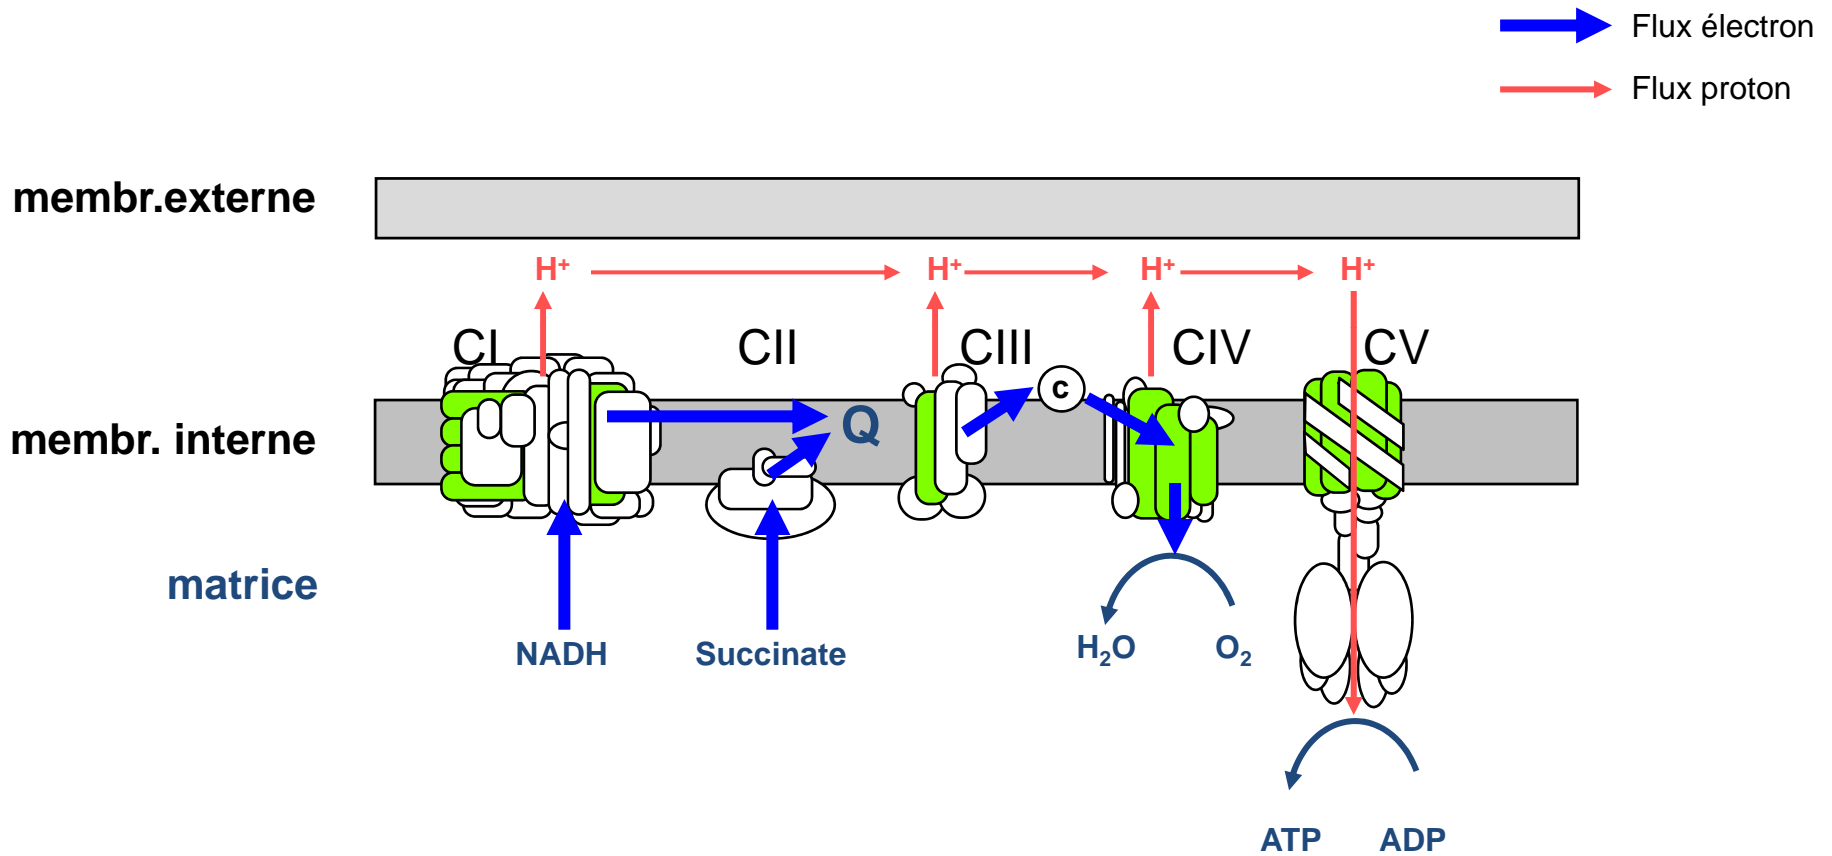 Flux électron
Flux proton
membr.externe
H⁺ H⁺ H⁺ H⁺
CI CII CIII CIV CV
c
Q
membr. interne
matrice
NADH Succinate H₂O O₂
ATP ADP